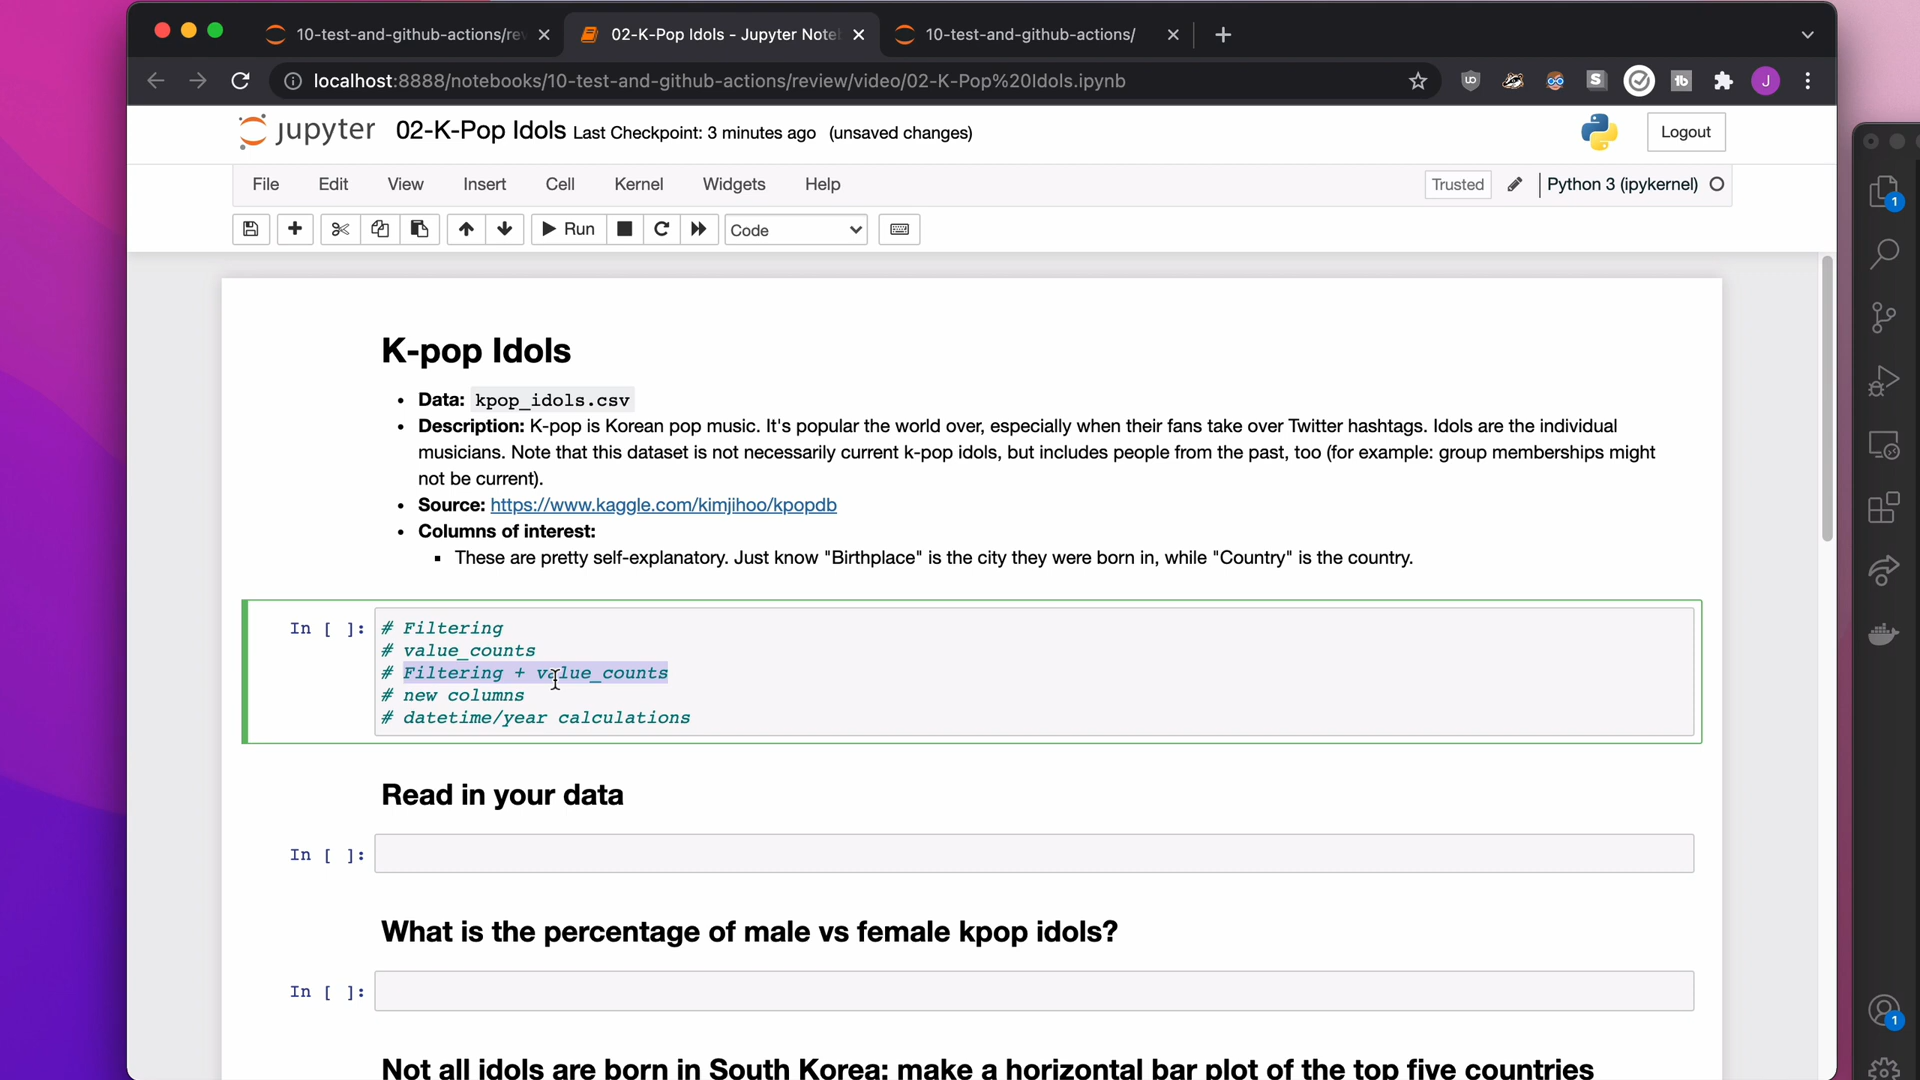 10-test-and-github-actions/rev
02-K-Pop Idols - Jupyter Note
10-test-and-github-actions/
localhost:8888/notebooks/10-test-and-github-actions/review/video/02-K-Pop%20Idols.ipynb
S
tb
J
jupyter 02-K-Pop Idols Last Checkpoint: 3 minutes ago (unsaved changes)
Logout
File Edit View Insert Cell Kernel Widgets Help
Trusted
Python 3 (ipykernel)
Run
Code
1
K-pop Idols
• Data: kpop_idols.csv
• Description: K-pop is Korean pop music. It's popular the world over, especially when their fans take over Twitter hashtags. Idols are the individual
musicians. Note that this dataset is not necessarily current k-pop idols, but includes people from the past, too (for example: group memberships might
not be current).
• Source: https://www.kaggle.com/kimjihoo/kpopdb
• Columns of interest:
▪ These are pretty self-explanatory. Just know "Birthplace" is the city they were born in, while "Country" is the country.
In [ ]: # Filtering
# value_counts
# Filtering + value_counts
# new columns
# datetime/year calculations
Read in your data
In [ ]:
What is the percentage of male vs female kpop idols?
In [ ]:
1
Not all idols are born in South Korea: make a horizontal bar plot of the top five countries